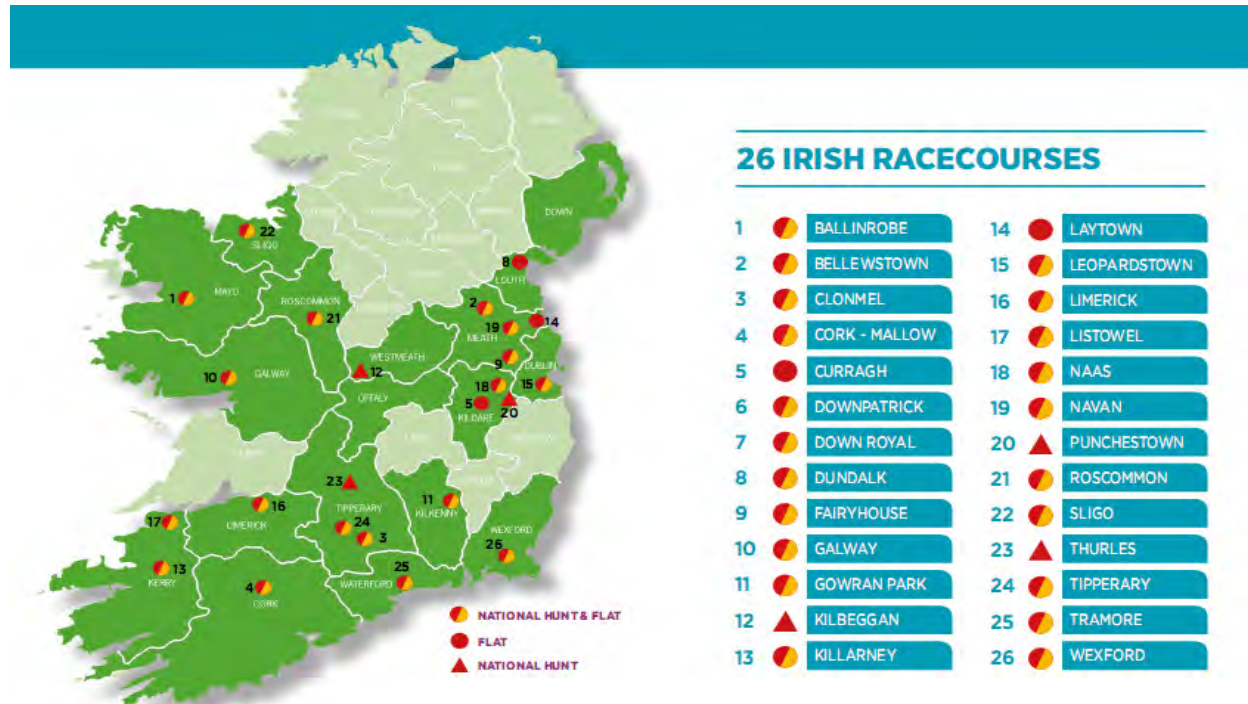 DOWN
22
SLIGO
8
LOUTH
MAYO
1
ROSCOMMON
21
2
19
14
MEATH
WESTMEATH
12
9
DUBLIN
10
GALWAY
OFFALY
18
15
5
20
KILDARE
23
TIPPERARY
11
KILKENNY
16
LIMERICK
17
24
3
WEXFORD
26
13
KERRY
25
WATERFORD
4
CORK
NATIONAL HUNT & FLAT
FLAT
NATIONAL HUNT
26 IRISH RACECOURSES
1 BALLINROBE
2 BELLEWSTOWN
3 CLONMEL
4 CORK - MALLOW
5 CURRAGH
6 DOWNPATRICK
7 DOWN ROYAL
8 DUNDALK
9 FAIRYHOUSE
10 GALWAY
11 GOWRAN PARK
12 KILBEGGAN
13 KILLARNEY
14 LAYTOWN
15 LEOPARDSTOWN
16 LIMERICK
17 LISTOWEL
18 NAAS
19 NAVAN
20 PUNCHESTOWN
21 ROSCOMMON
22 SLIGO
23 THURLES
24 TIPPERARY
25 TRAMORE
26 WEXFORD